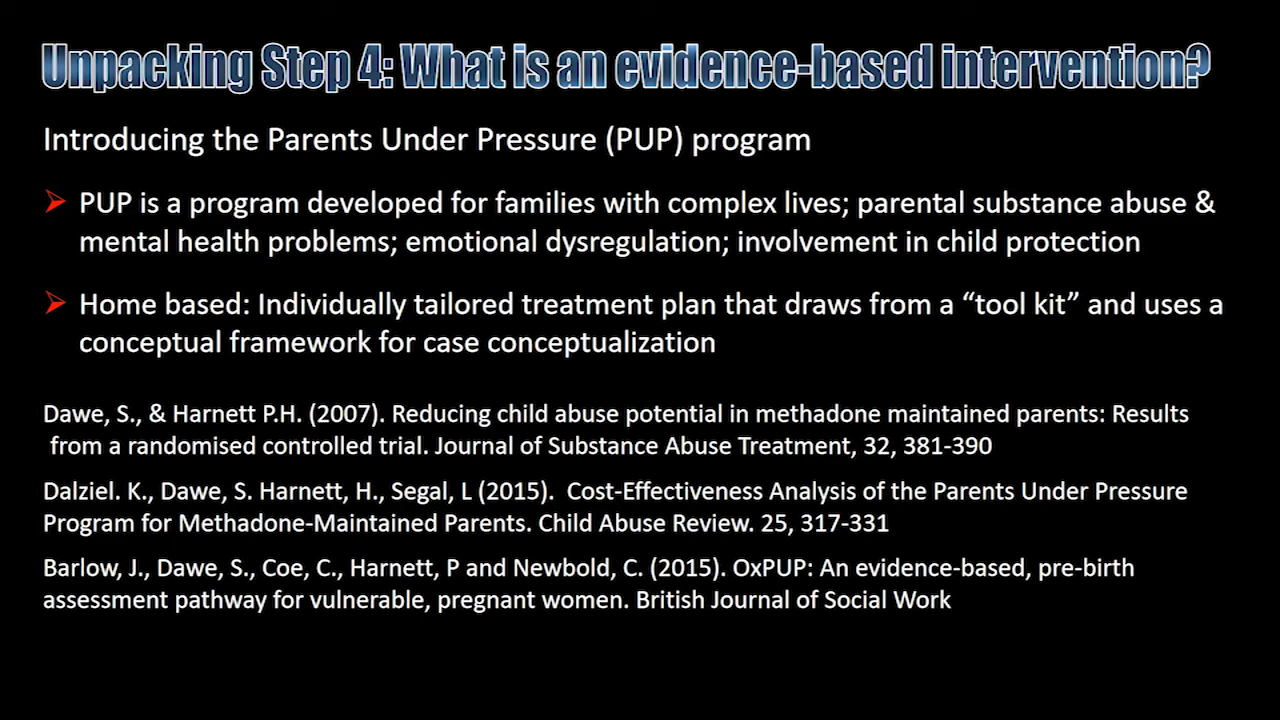 Unpacking Step 4: What is an evidence-based intervention?
Introducing the Parents Under Pressure (PUP) program
PUP is a program developed for families with complex lives; parental substance abuse &
mental health problems; emotional dysregulation; involvement in child protection
Home based: Individually tailored treatment plan that draws from a “tool kit” and uses a
conceptual framework for case conceptualization
Dawe, S., & Harnett P.H. (2007). Reducing child abuse potential in methadone maintained parents: Results
from a randomised controlled trial. Journal of Substance Abuse Treatment, 32, 381-390
Dalziel. K., Dawe, S. Harnett, H., Segal, L (2015). Cost-Effectiveness Analysis of the Parents Under Pressure
Program for Methadone-Maintained Parents. Child Abuse Review. 25, 317-331
Barlow, J., Dawe, S., Coe, C., Harnett, P and Newbold, C. (2015). OxPUP: An evidence-based, pre-birth
assessment pathway for vulnerable, pregnant women. British Journal of Social Work